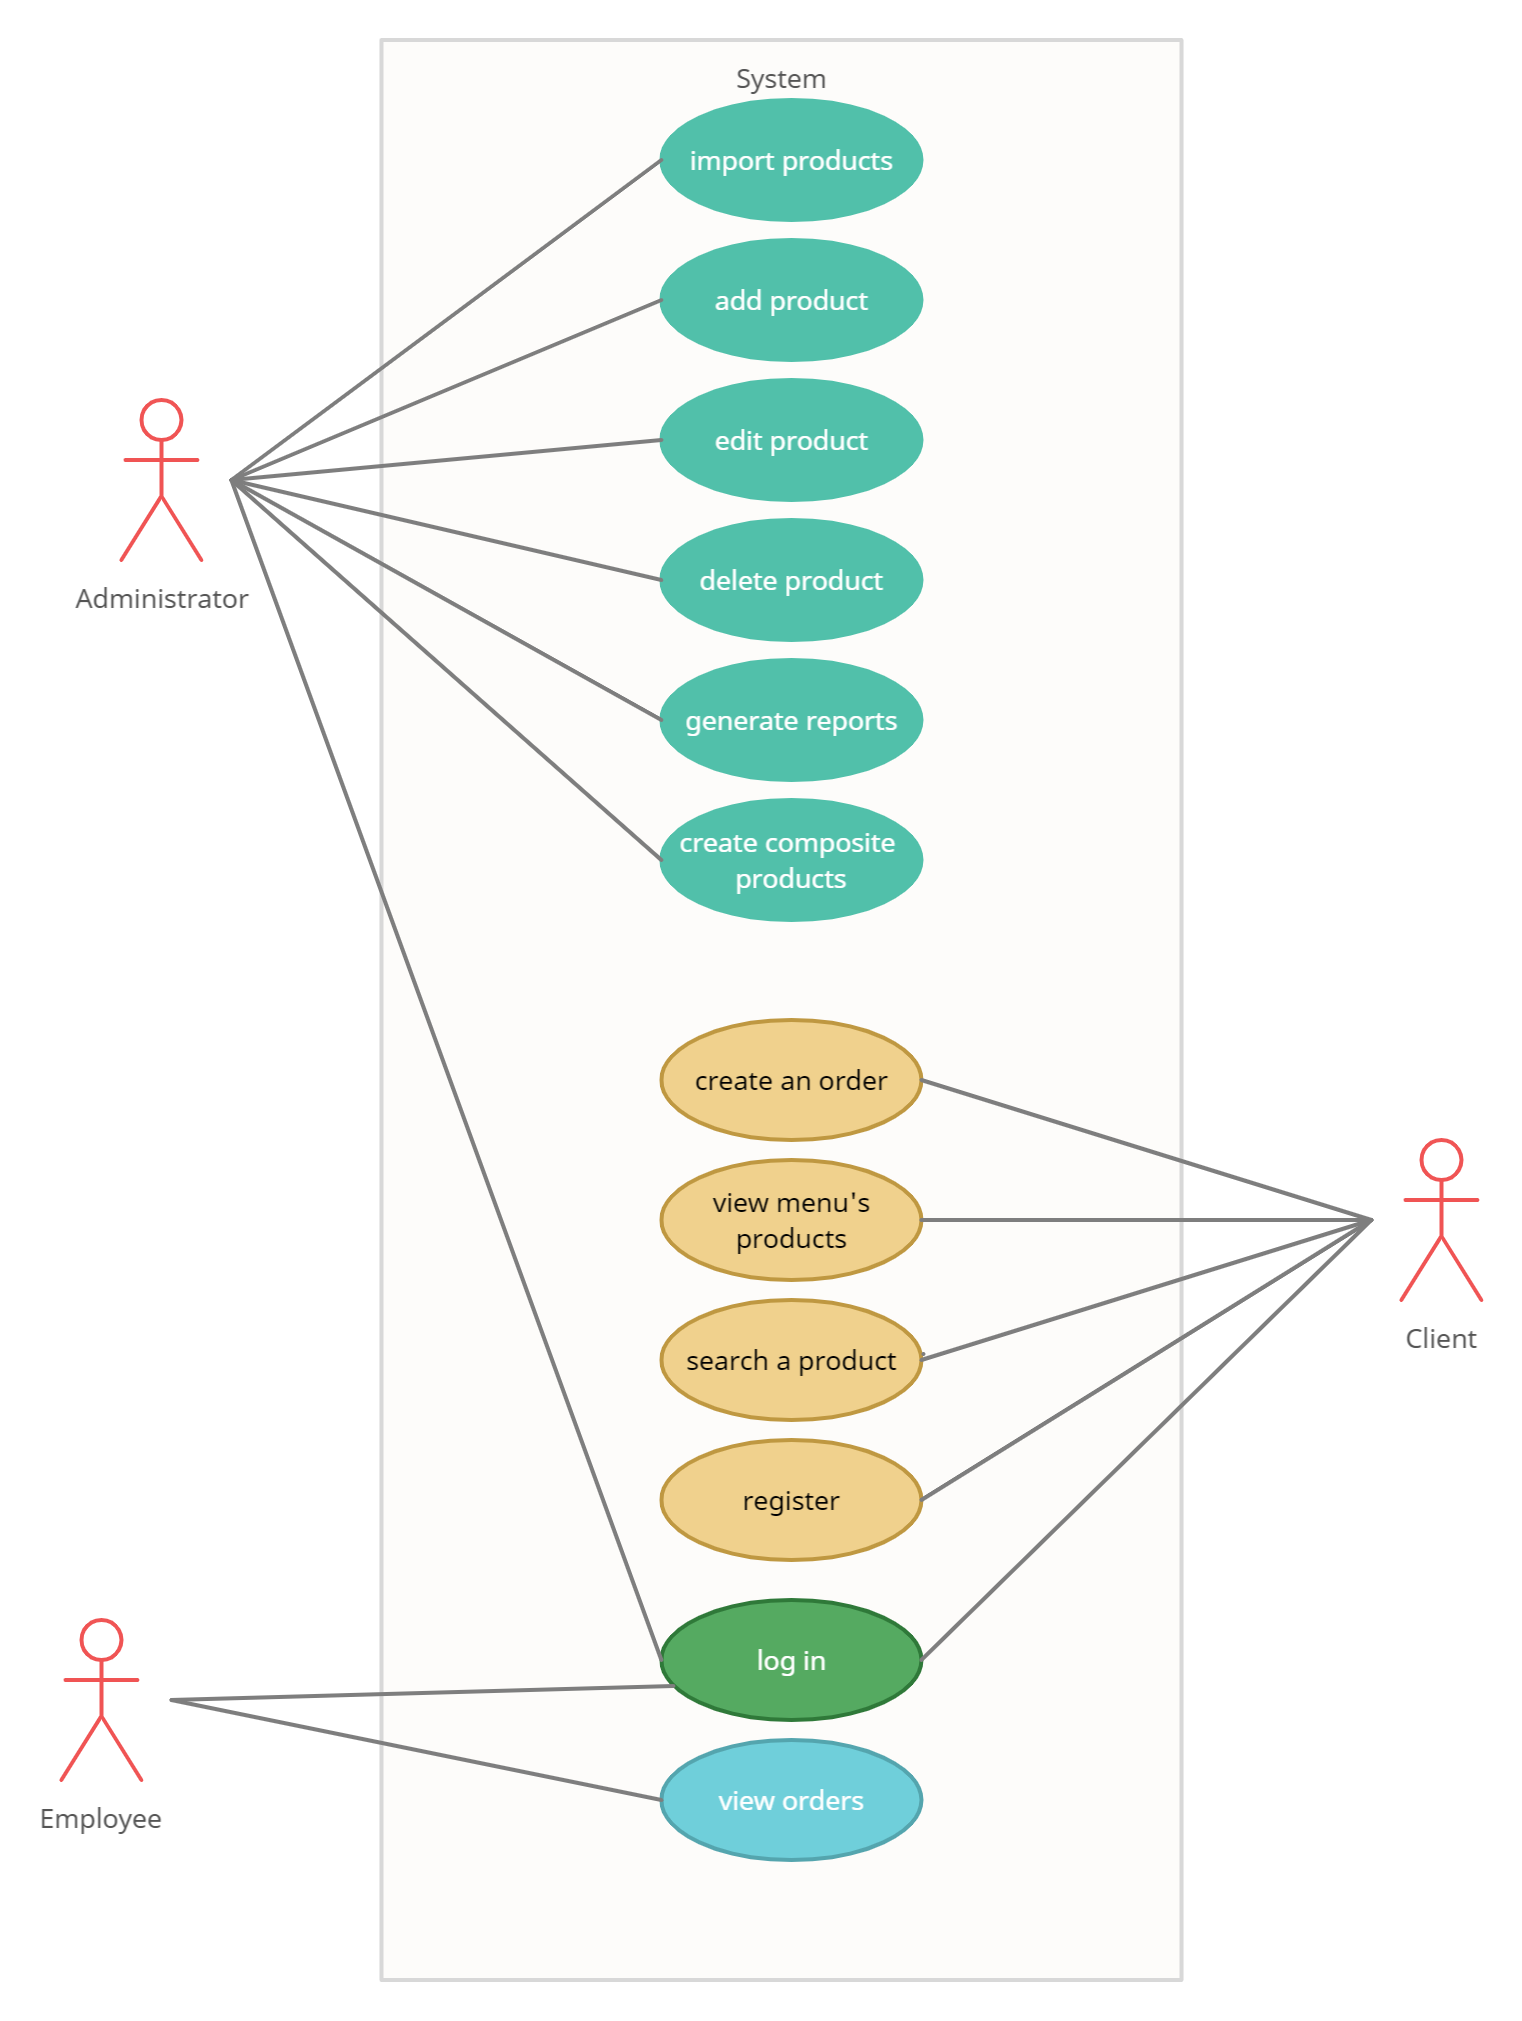 System
import products
add product
edit product
delete product
generate reports
create composite
products
Administrator
create an order
view menu's
products
search a product
register
Client
log in
view orders
Employee